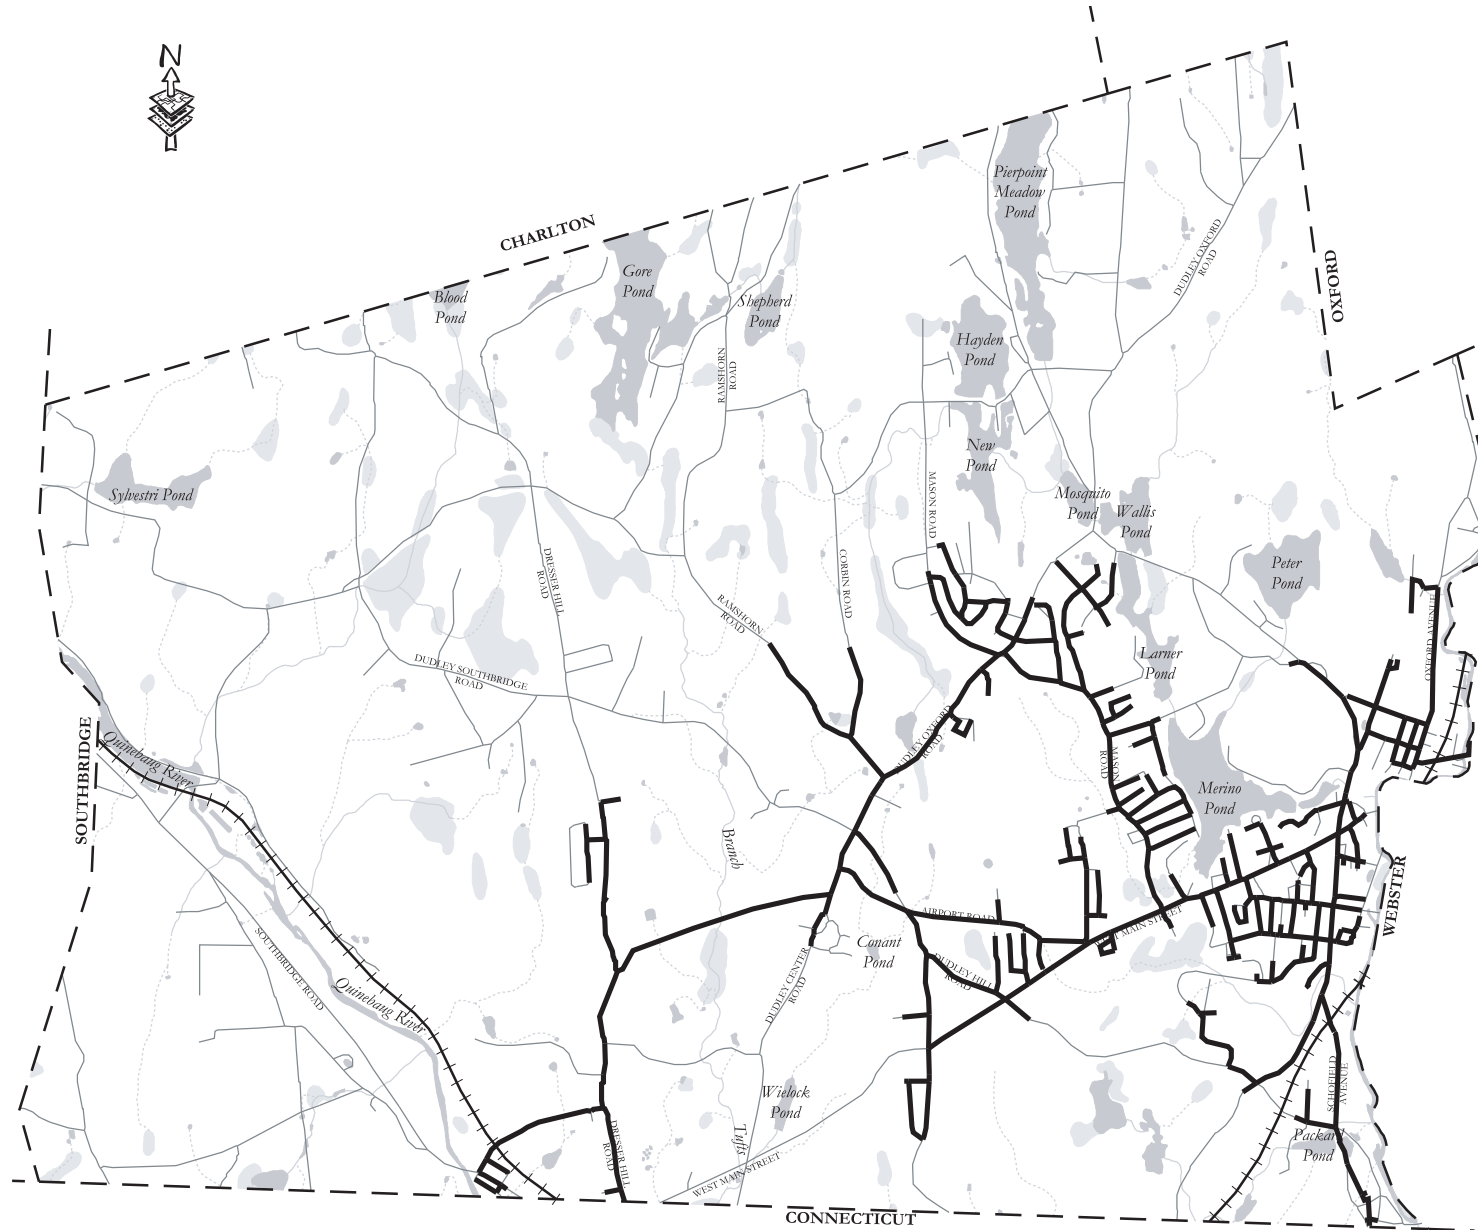 N
CHARLTON
Pierpoint
Meadow
Pond
DUDLEY OXFORD
ROAD
OXFORD
Gore
Pond
Blood
Pond
Shepherd
Pond
Hayden
Pond
RAMSHORN
ROAD
New
Pond
MASON ROAD
Sylvestri Pond
Mosquito
Pond
Wallis
Pond
Peter
Pond
DRESSER HILL
ROAD
CORBIN ROAD
RAMSHORN
ROAD
OXFORD AVENUE
DUDLEY SOUTHBRIDGE
ROAD
Larner
Pond
SOUTHBRIDGE
Quinebaug River
DUDLEY OXFORD
ROAD
MASON
ROAD
Merino
Pond
Branch
WEBSTER
AIRPORT ROAD
WEST MAIN STREET
Conant
Pond
SOUTHBRIDGE ROAD
Quinebaug River
DUDLEY CENTER
ROAD
DUDLEY HILL
ROAD
SCHOFIELD
AVENUE
Wielock
Pond
Tufts
Packard
Pond
DRESSER HILL
ROAD
WEST MAIN STREET
CONNECTICUT